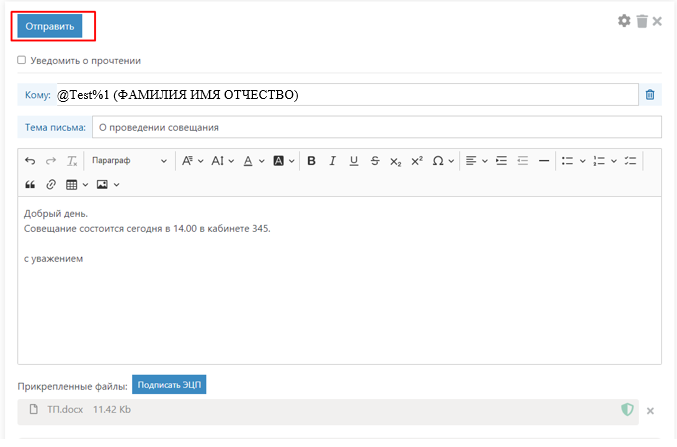 Отправить
Уведомить о прочтении
Кому: @Test%1 (ФАМИЛИЯ ИМЯ ОТЧЕСТВО)
Тема письма: О проведении совещания
Параграф
Добрый день.
Совещание состоится сегодня в 14.00 в кабинете 345.
с уважением
Прикрепленные файлы: Подписать ЭЦП
ТП.docx 11.42 Kb